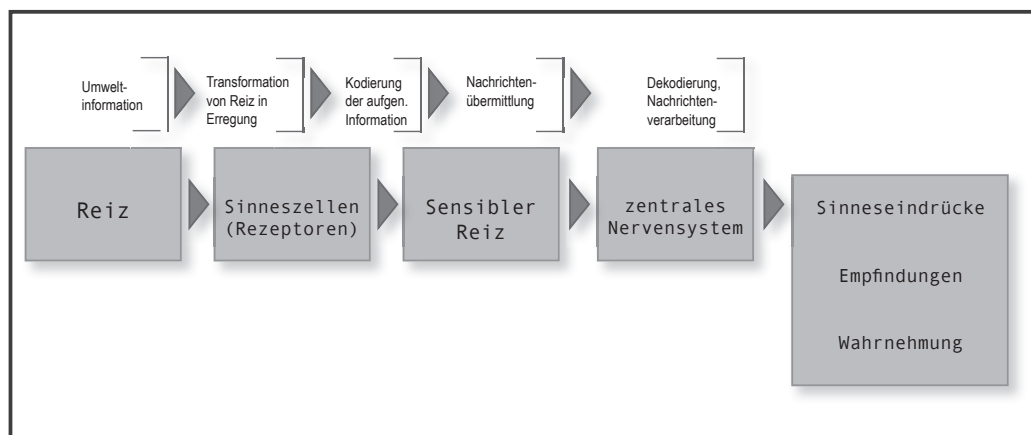 Umwelt-
information
Transformation
von Reiz in
Erregung
Kodierung
der aufgen.
Information
Nachrichten-
übermittlung
Dekodierung,
Nachrichten-
verarbeitung
Reiz
Sinneszellen
(Rezeptoren)
Sensibler
Reiz
zentrales
Nervensystem
Sinneseindrücke
Empfindungen
Wahrnehmung